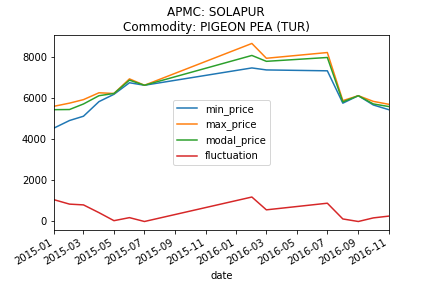 APMC: SOLAPUR
Commodity: PIGEON PEA (TUR)
8000
6000
4000
2000
0
min_price
max_price
modal_price
fluctuation
2015-01
2015-03
2015-05
2015-07
2015-09
2015-11
2016-01
2016-03
2016-05
2016-07
2016-09
2016-11
date